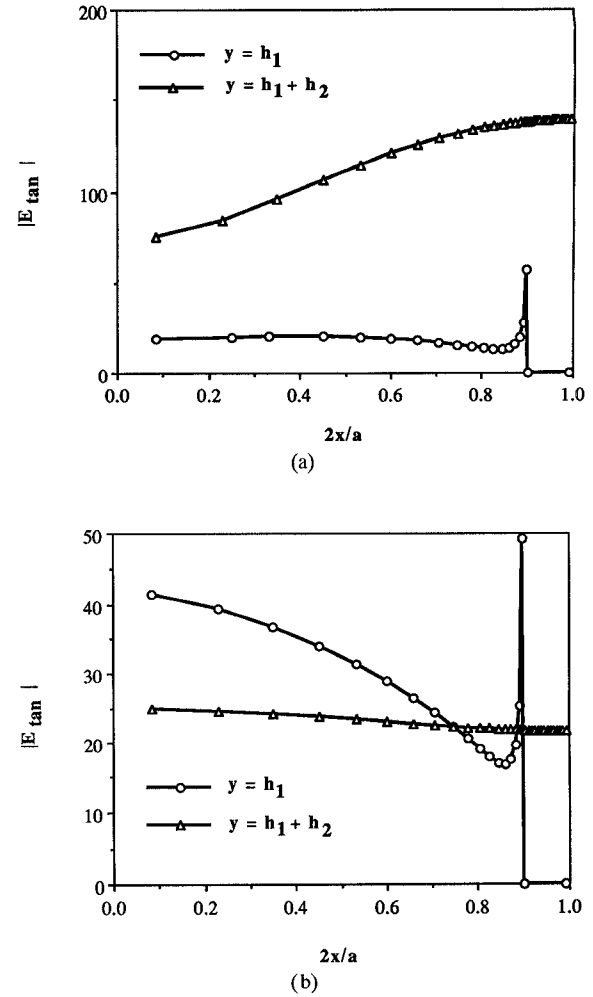 200
y = h1
y = h1 + h2
|E tan |
100
0
0.0 0.2 0.4 0.6 0.8 1.0
2x/a
(a)
50
40
30
|E tan |
20
y = h1
10
y = h1 + h2
0
0.0 0.2 0.4 0.6 0.8 1.0
2x/a
(b)